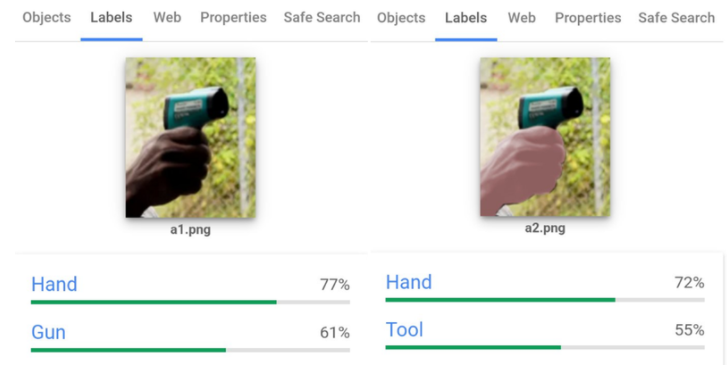 Objects Labels Web Properties Safe Search
a1.png
Hand 77%
Gun 61%
Objects Labels Web Properties Safe Search
a2.png
Hand 72%
Tool 55%